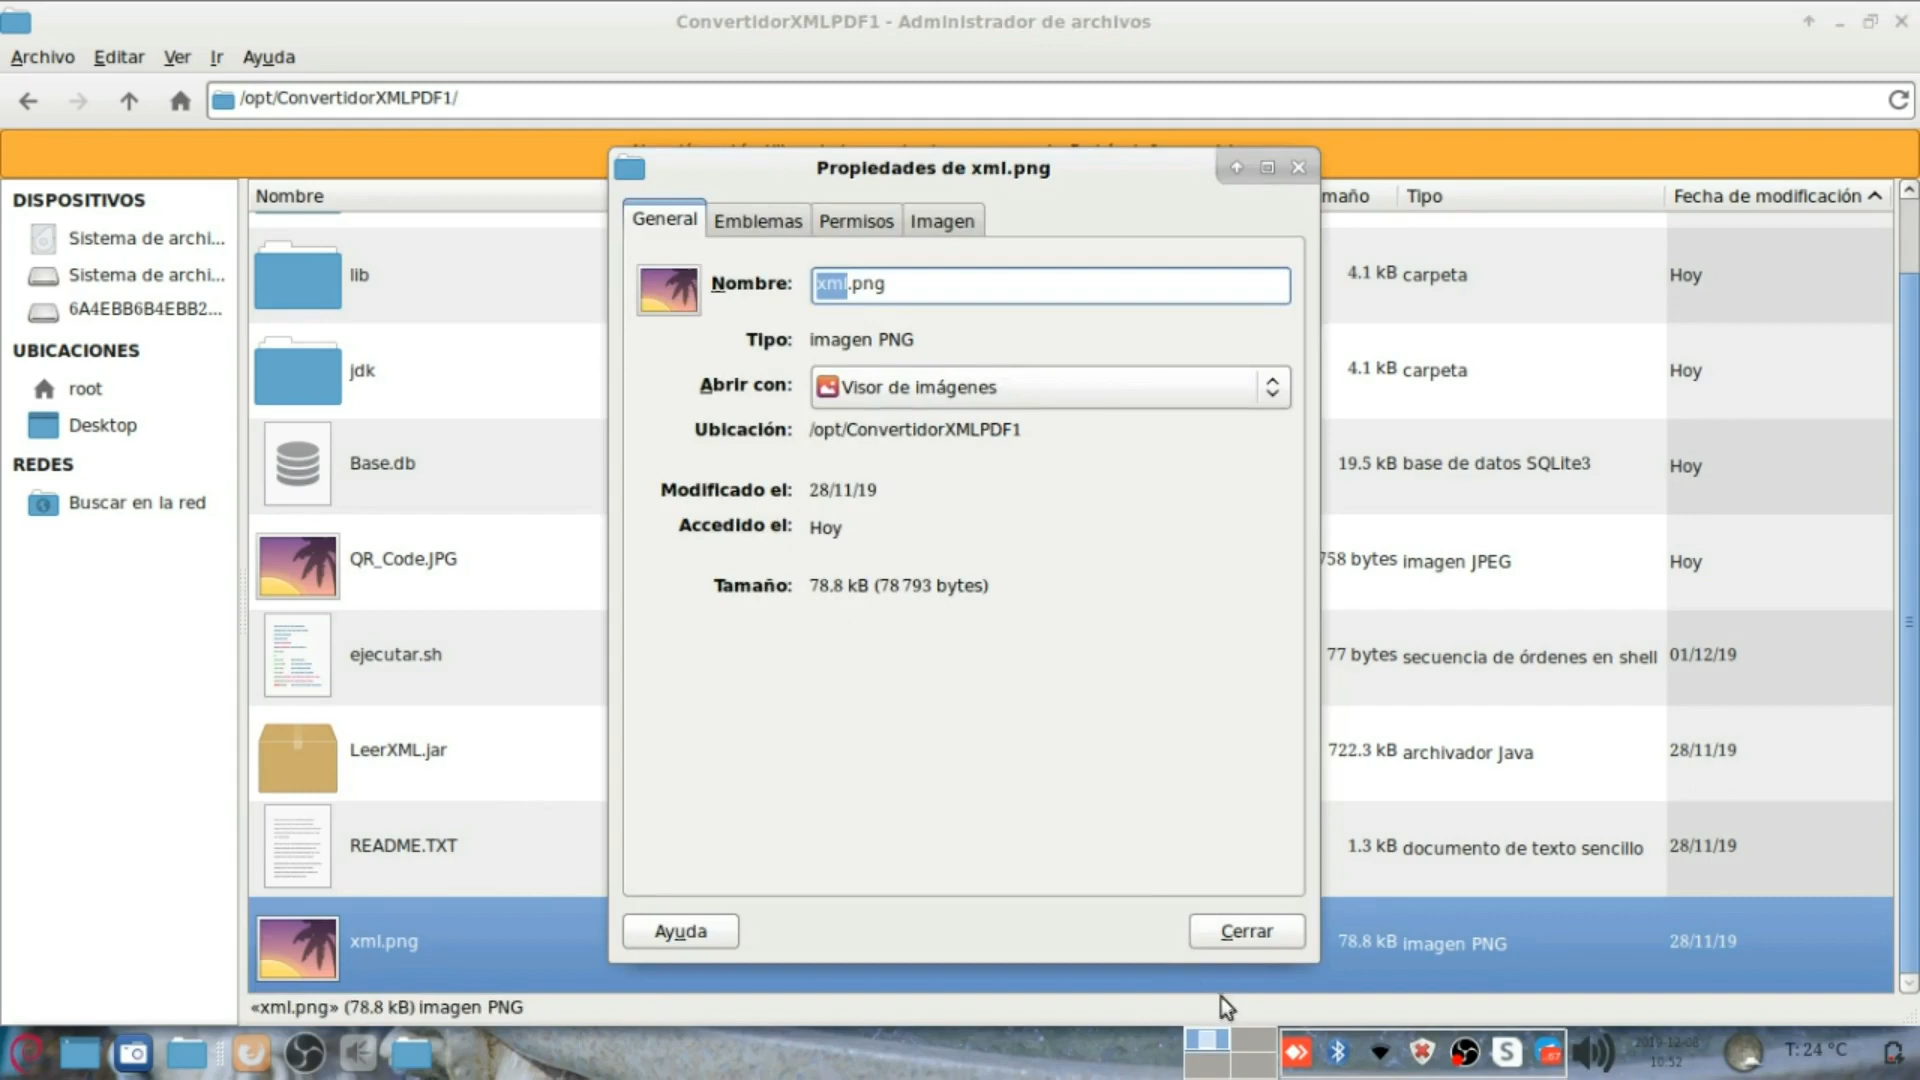 ConvertidorXMLPDF1 - Administrador de archivos
Archivo Editar Ver Ir Ayuda
/opt/ConvertidorXMLPDF1/
DISPOSITIVOS
Sistema de archi...
Sistema de archi...
6A4EBB6B4EBB2...
UBICACIONES
root
Desktop
REDES
Buscar en la red
Nombre
maño Tipo Fecha de modificación
lib 4.1 kB carpeta Hoy
jdk 4.1 kB carpeta Hoy
Base.db 19.5 kB base de datos SQLite3 Hoy
QR_Code.JPG 758 bytes imagen JPEG Hoy
ejecutar.sh 77 bytes secuencia de órdenes en shell 01/12/19
LeerXML.jar 722.3 kB archivador Java 28/11/19
README.TXT 1.3 kB documento de texto sencillo 28/11/19
xml.png 78.8 kB imagen PNG 28/11/19
«xml.png» (78.8 kB) imagen PNG
Propiedades de xml.png
General Emblemas Permisos Imagen
Nombre: xml.png
Tipo: imagen PNG
Abrir con: Visor de imágenes
Ubicación: /opt/ConvertidorXMLPDF1
Modificado el: 28/11/19
Accedido el: Hoy
Tamaño: 78.8 kB (78 793 bytes)
Ayuda Cerrar
2019-12-08
10:52
T: 24 °C